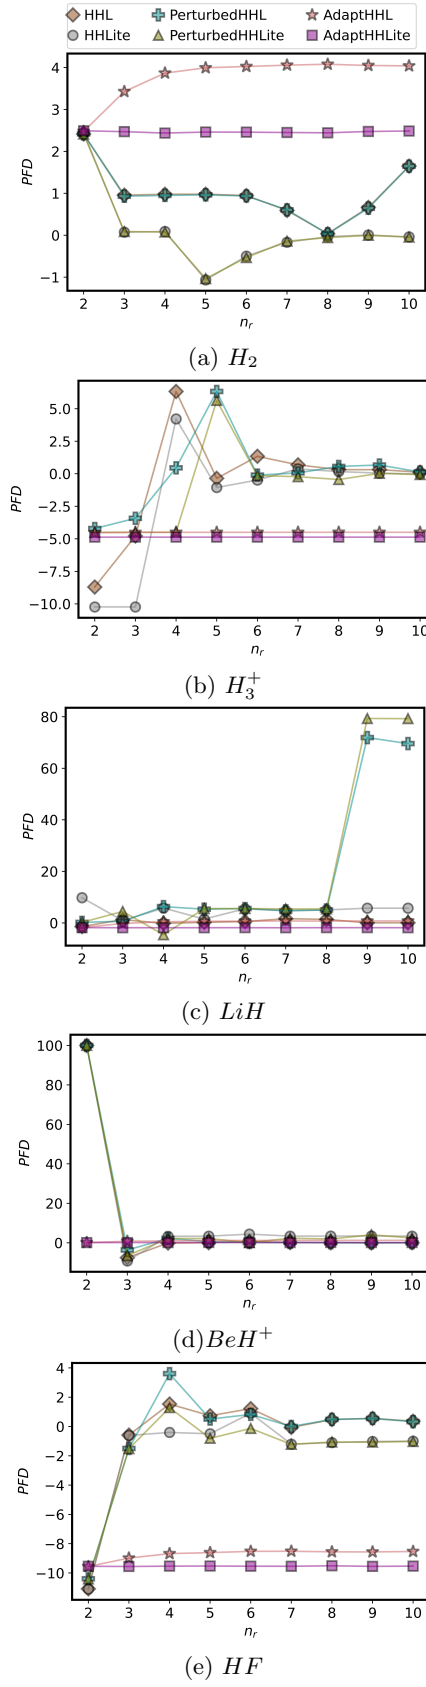 HHL PerturbedHHL AdaptHHL
HHLite PerturbedHHLite AdaptHHLite
4
3
2
1
0
−1
PFD
2 3 4 5 6 7 8 9 10
n_r
(a) H_2
5.0
2.5
0.0
−2.5
−5.0
−7.5
−10.0
PFD
2 3 4 5 6 7 8 9 10
n_r
(b) H_3^+
80
60
40
20
0
PFD
2 3 4 5 6 7 8 9 10
n_r
(c) LiH
100
80
60
40
20
0
PFD
2 3 4 5 6 7 8 9 10
n_r
(d)BeH^+
4
2
0
−2
−4
−6
−8
−10
PFD
2 3 4 5 6 7 8 9 10
n_r
(e) HF